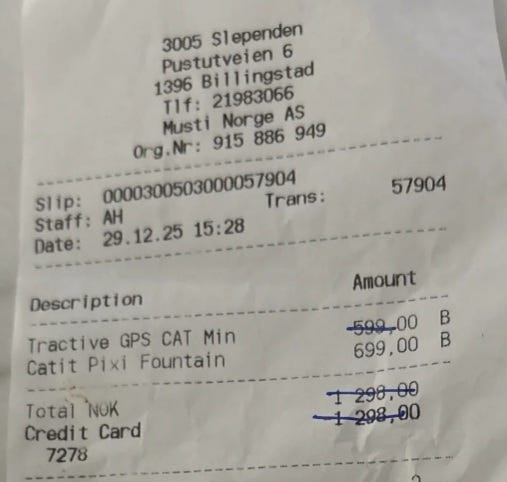 3005 Slependen
Pustutveien 6
1396 Billingstad
Tlf: 21983066
Musti Norge AS
Org.Nr: 915 886 949
Slip: 0000300503000057904
Staff: AH Trans: 57904
Date: 29.12.25 15:28
Description Amount
Tractive GPS CAT Min 599,00 B
Catit Pixi Fountain 699,00 B
Total NOK 1 298,00
Credit Card 1 298,00
7278